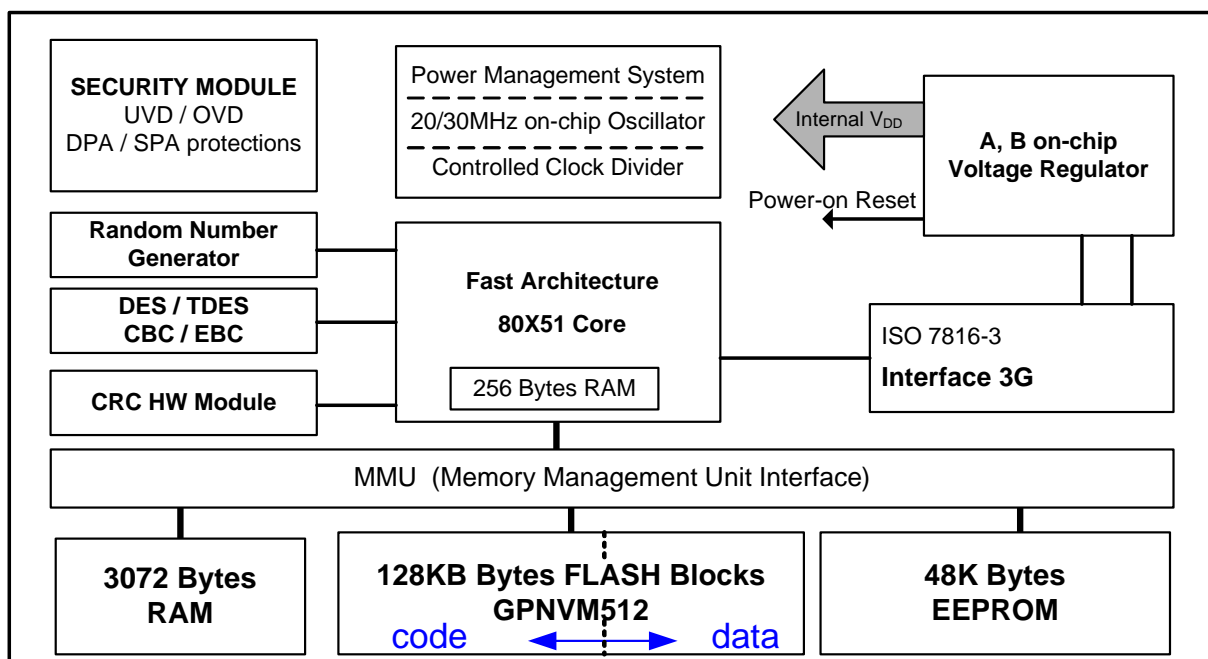 SECURITY MODULE
UVD / OVD
DPA / SPA protections
Power Management System
20/30MHz on-chip Oscillator
Controlled Clock Divider
Internal VDD
A, B on-chip
Voltage Regulator
Power-on Reset
Random Number
Generator
DES / TDES
CBC / EBC
CRC HW Module
Fast Architecture
80X51 Core
256 Bytes RAM
ISO 7816-3
Interface 3G
MMU (Memory Management Unit Interface)
3072 Bytes
RAM
128KB Bytes FLASH Blocks
GPNVM512
code data
48K Bytes
EEPROM